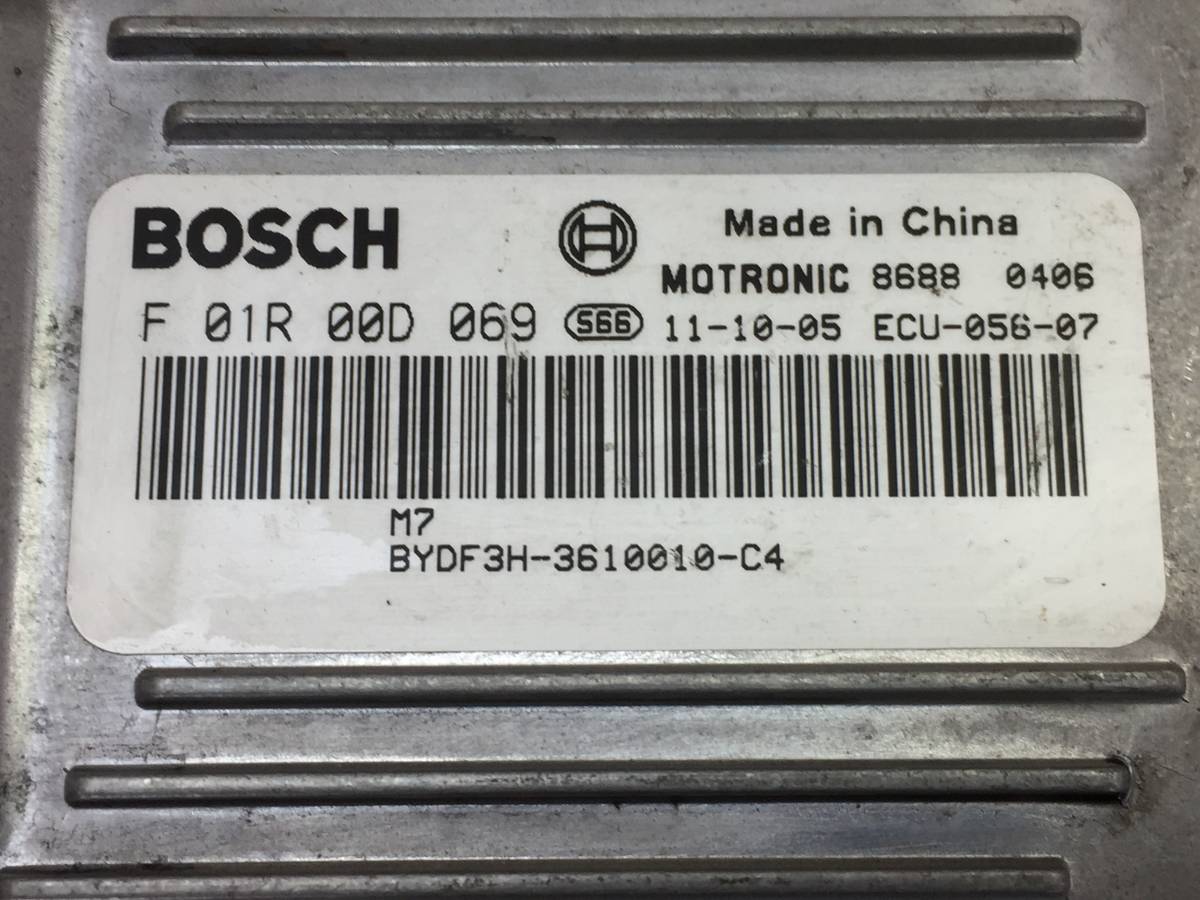 BOSCH
Made in China
MOTRONIC 8688 0406
F 01R 00D 069 S66 11-10-05 ECU-056-07
M7
BYDF3H-3610010-C4